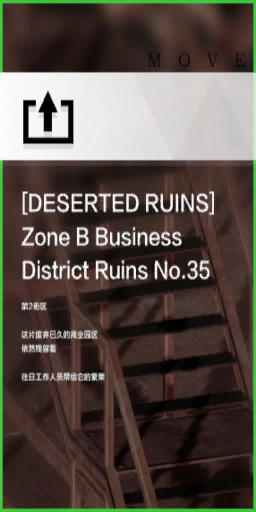 MOVE
[DESERTED RUINS]
Zone B Business
District Ruins No.35
第2街区
这片废弃已久的商业园区
依然残留着
往日工作人员带给它的繁荣